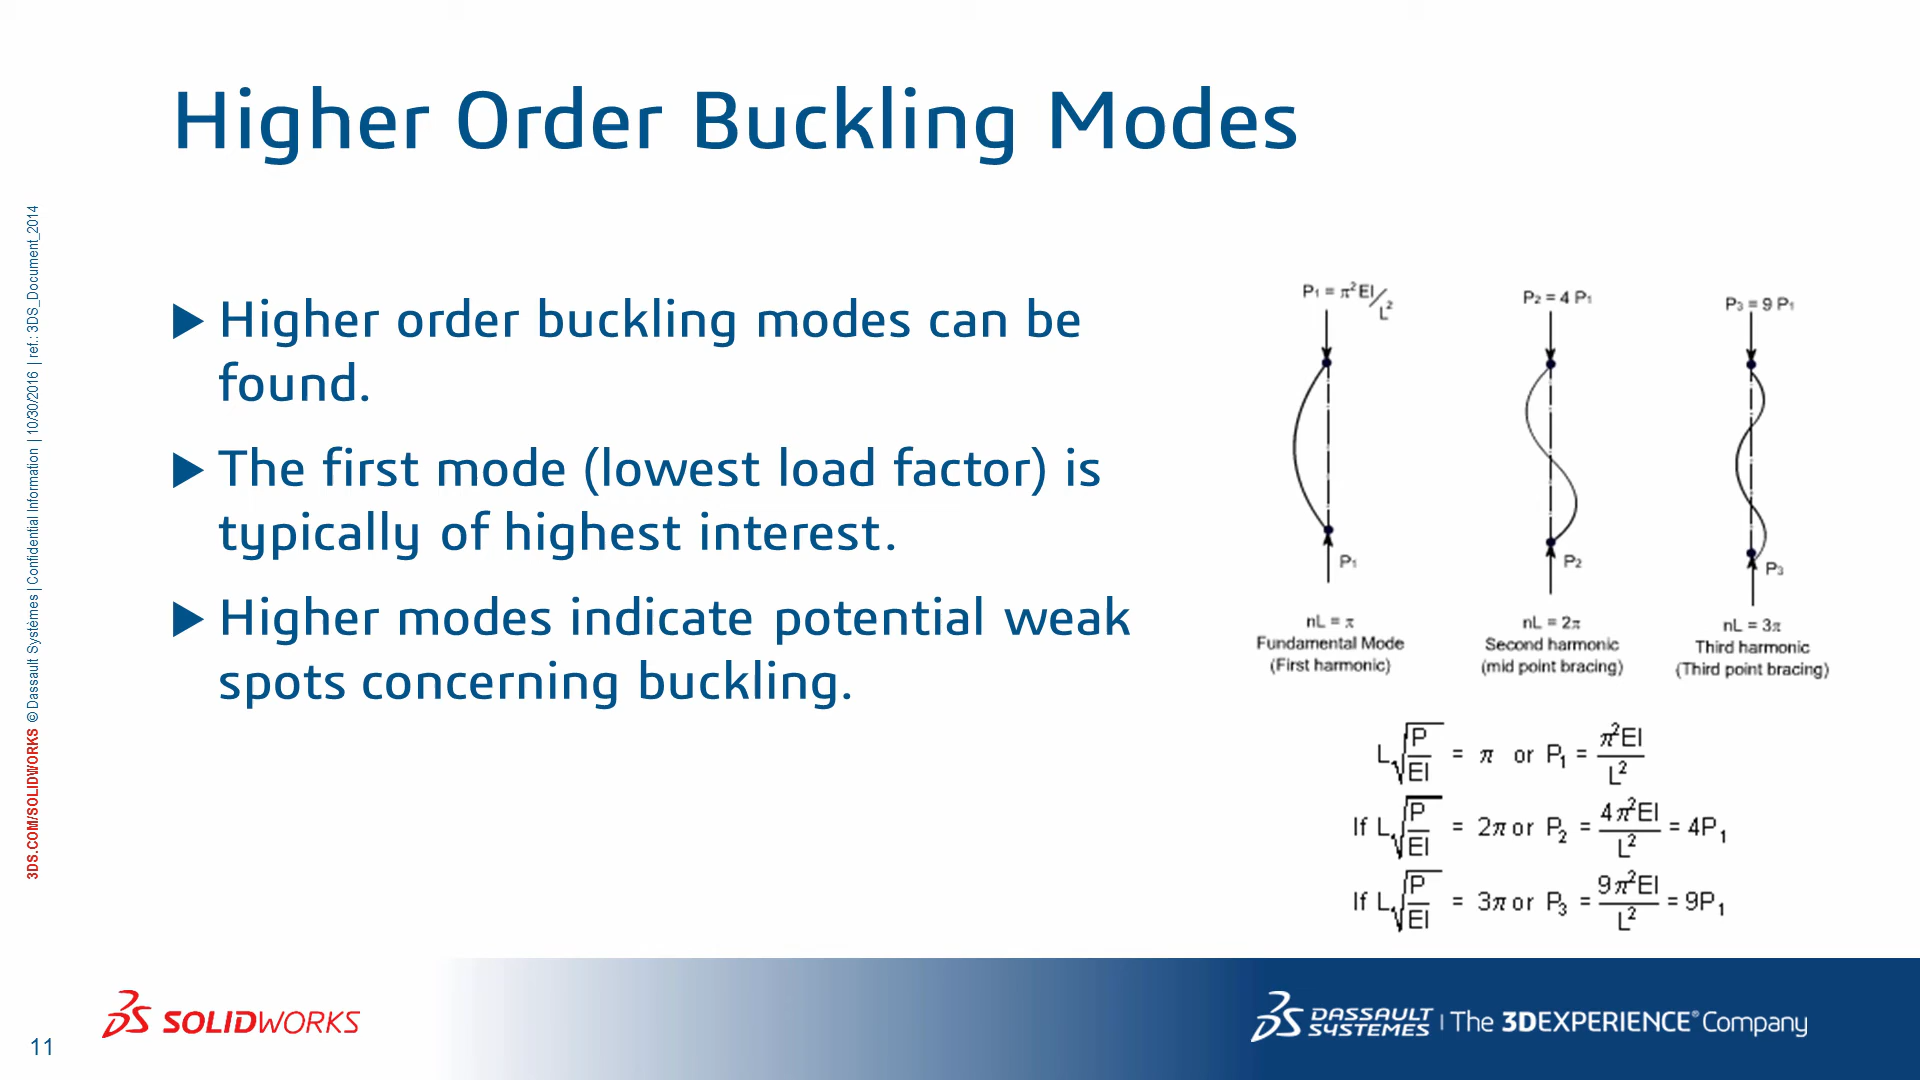 Higher Order Buckling Modes
3DS.COM/SOLIDWORKS © Dassault Systèmes | Confidential Information | 10/30/2016 | ref.: 3DS_Document_2014
▶ Higher order buckling modes can be
found.
▶ The first mode (lowest load factor) is
typically of highest interest.
▶ Higher modes indicate potential weak
spots concerning buckling.
P₁ = π²EI/L²
P₂ = 4 P₁
P₃ = 9 P₁
P₁
P₂
P₃
nL = π
Fundamental Mode
(First harmonic)
nL = 2π
Second harmonic
(mid point bracing)
nL = 3π
Third harmonic
(Third point bracing)
L√(P/EI) = π or P₁ = π²EI/L²
If L√(P/EI) = 2π or P₂ = 4π²EI/L² = 4P₁
If L√(P/EI) = 3π or P₃ = 9π²EI/L² = 9P₁
SOLIDWORKS
DASSAULT SYSTEMES | The 3DEXPERIENCE® Company
11